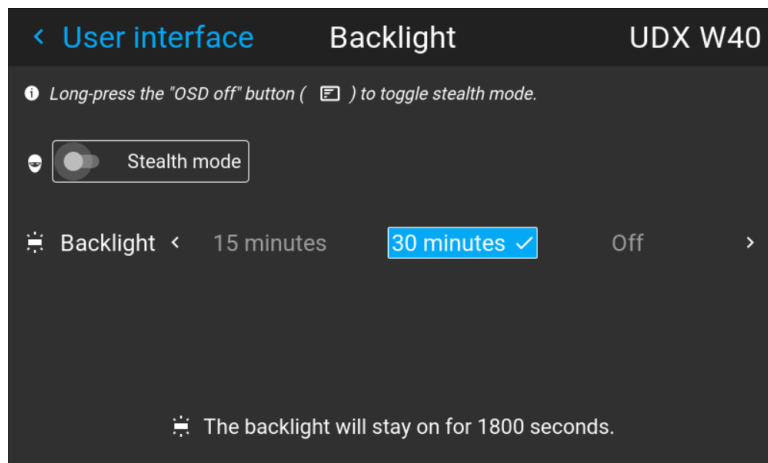 User interface Backlight UDX W40
Long-press the "OSD off" button ( ) to toggle stealth mode.
Stealth mode
Backlight 15 minutes 30 minutes Off
The backlight will stay on for 1800 seconds.